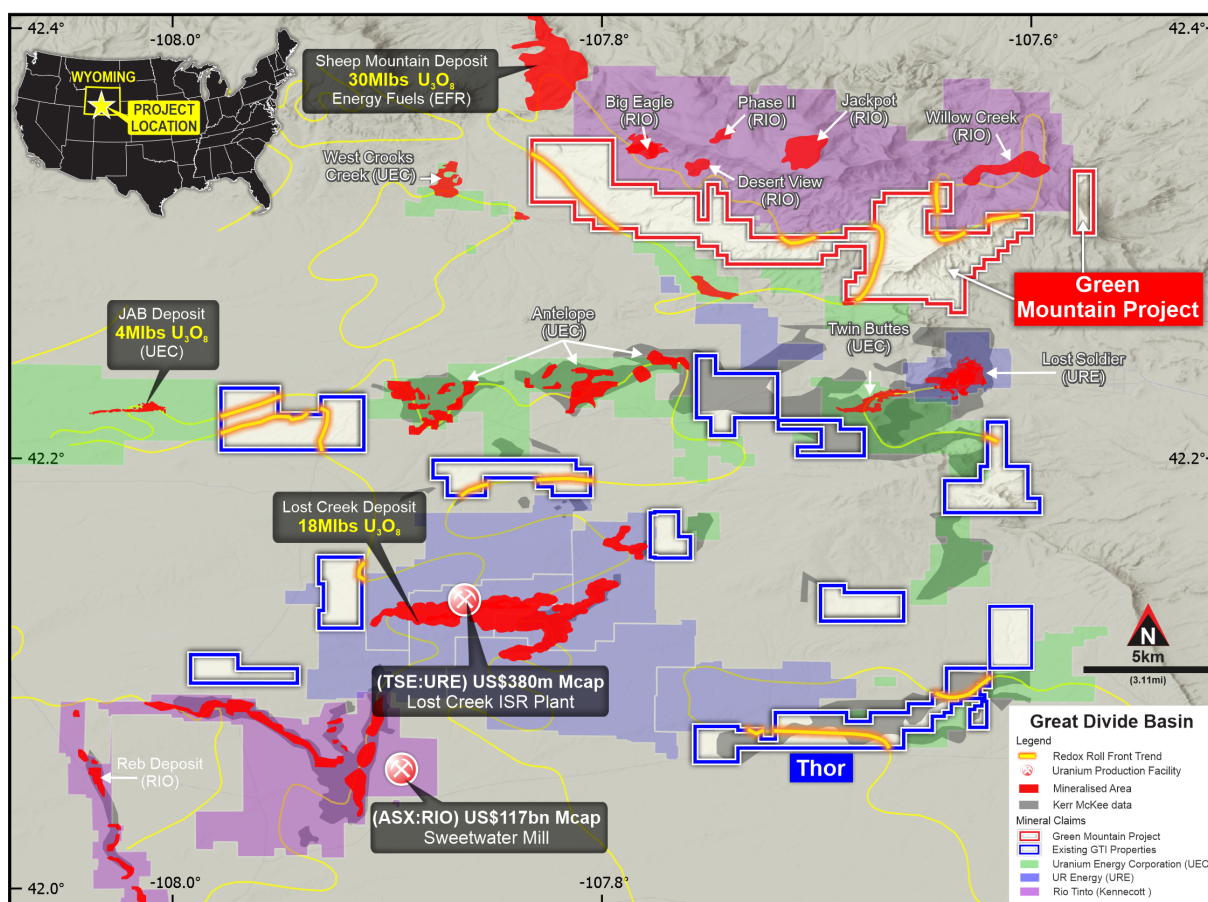 42.4°
-108.0°
-107.8°
-107.6°
42.4°
WYOMING
PROJECT
LOCATION
Sheep Mountain Deposit
30Mlbs U₃O₈
Energy Fuels (EFR)
Big Eagle
(RIO)
Phase II
(RIO)
Jackpot
(RIO)
Willow Creek
(RIO)
West Crooks
Creek (UEC)
Desert View
(RIO)
Green
Mountain Project
JAB Deposit
4Mlbs U₃O₈
(UEC)
Antelope
(UEC)
Twin Buttes
(UEC)
Lost Soldier
(URE)
42.2°
42.2°
Lost Creek Deposit
18Mlbs U₃O₈
(TSE:URE) US$380m Mcap
Lost Creek ISR Plant
N
5km
(3.11mi)
Reb Deposit
(RIO)
Thor
(ASX:RIO) US$117bn Mcap
Sweetwater Mill
Great Divide Basin
Legend
Redox Roll Front Trend
Uranium Production Facility
Mineralised Area
Kerr McKee data
Mineral Claims
Green Mountain Project
Existing GTI Properties
Uranium Energy Corporation (UEC
UR Energy (URE)
Rio Tinto (Kennecott )
42.0°
-108.0°
-107.8°